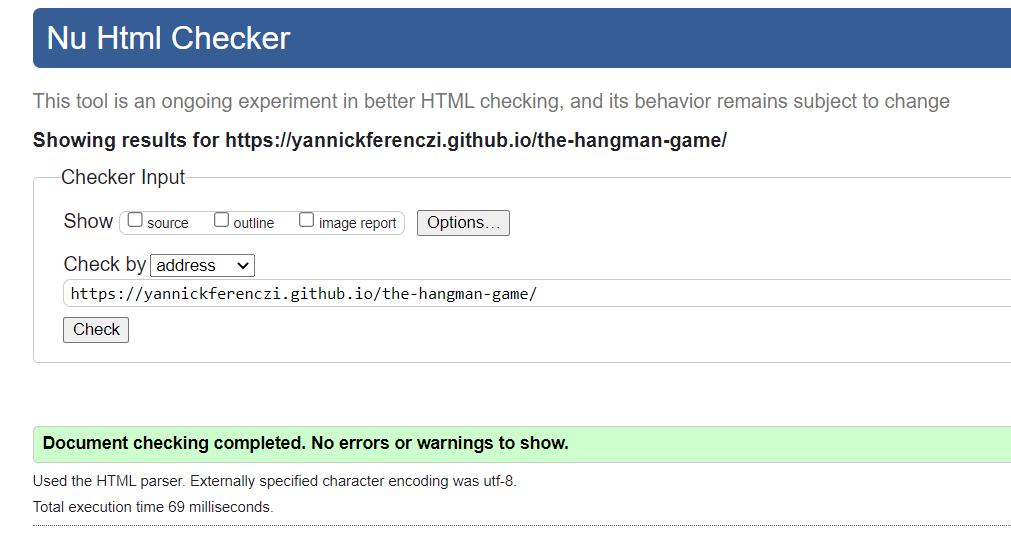 Nu Html Checker
This tool is an ongoing experiment in better HTML checking, and its behavior remains subject to change
Showing results for https://yannickferenczi.github.io/the-hangman-game/
Checker Input
Show source outline image report Options…
Check by address
https://yannickferenczi.github.io/the-hangman-game/
Check
Document checking completed. No errors or warnings to show.
Used the HTML parser. Externally specified character encoding was utf-8.
Total execution time 69 milliseconds.